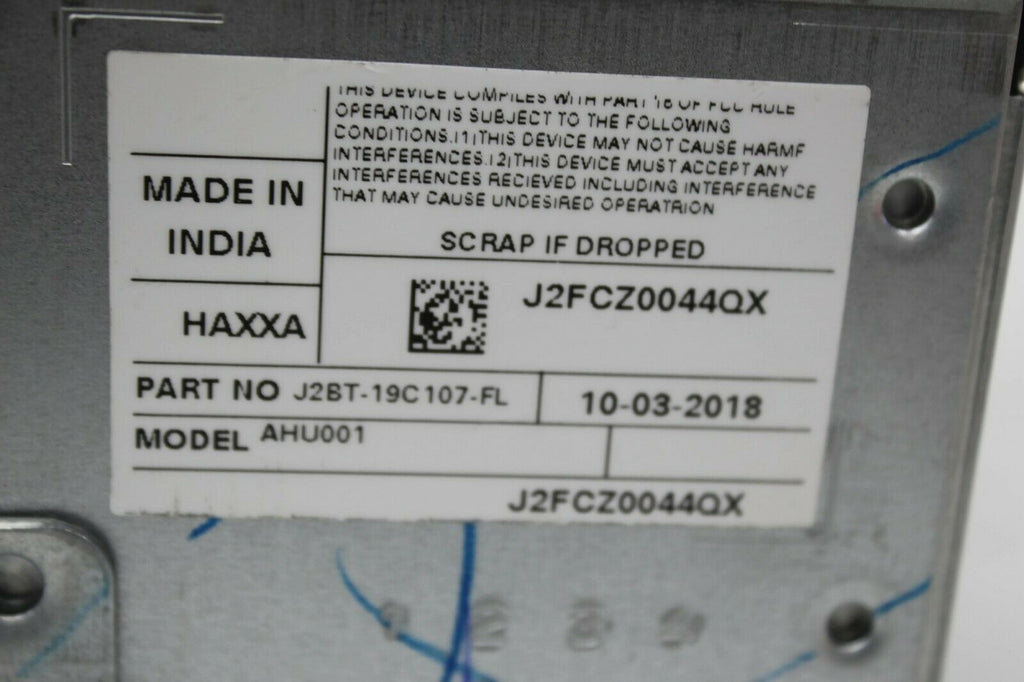 THIS DEVICE COMPILES WITH PART 18 OF FCC RULE
OPERATION IS SUBJECT TO THE FOLLOWING
CONDITIONS.(1)THIS DEVICE MAY NOT CAUSE HARMF
INTERFERENCES.(2)THIS DEVICE MUST ACCEPT ANY
INTERFERENCES RECIEVED INCLUDING INTERFERENCE
THAT MAY CAUSE UNDESIRED OPERATRION
SCRAP IF DROPPED
MADE IN
INDIA
HAXXA
J2FCZ0044QX
PART NO J2BT-19C107-FL
10-03-2018
MODEL AHU001
J2FCZ0044QX